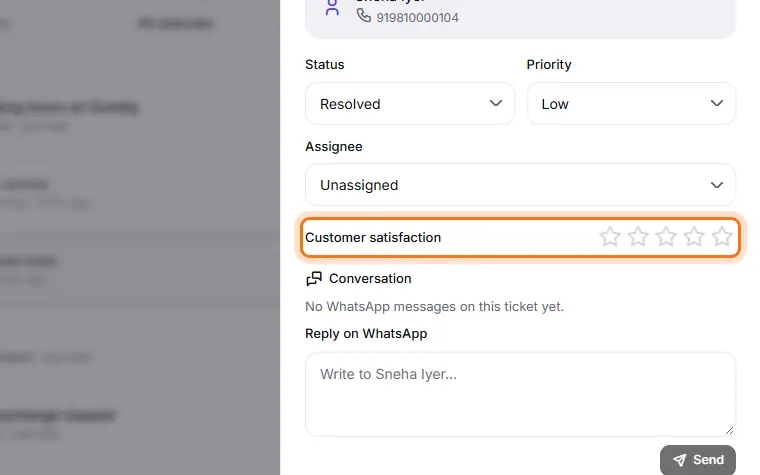 919810000104
Status
Priority
Resolved
Low
Assignee
Unassigned
Customer satisfaction
Conversation
No WhatsApp messages on this ticket yet.
Reply on WhatsApp
Write to Sneha Iyer...
Send